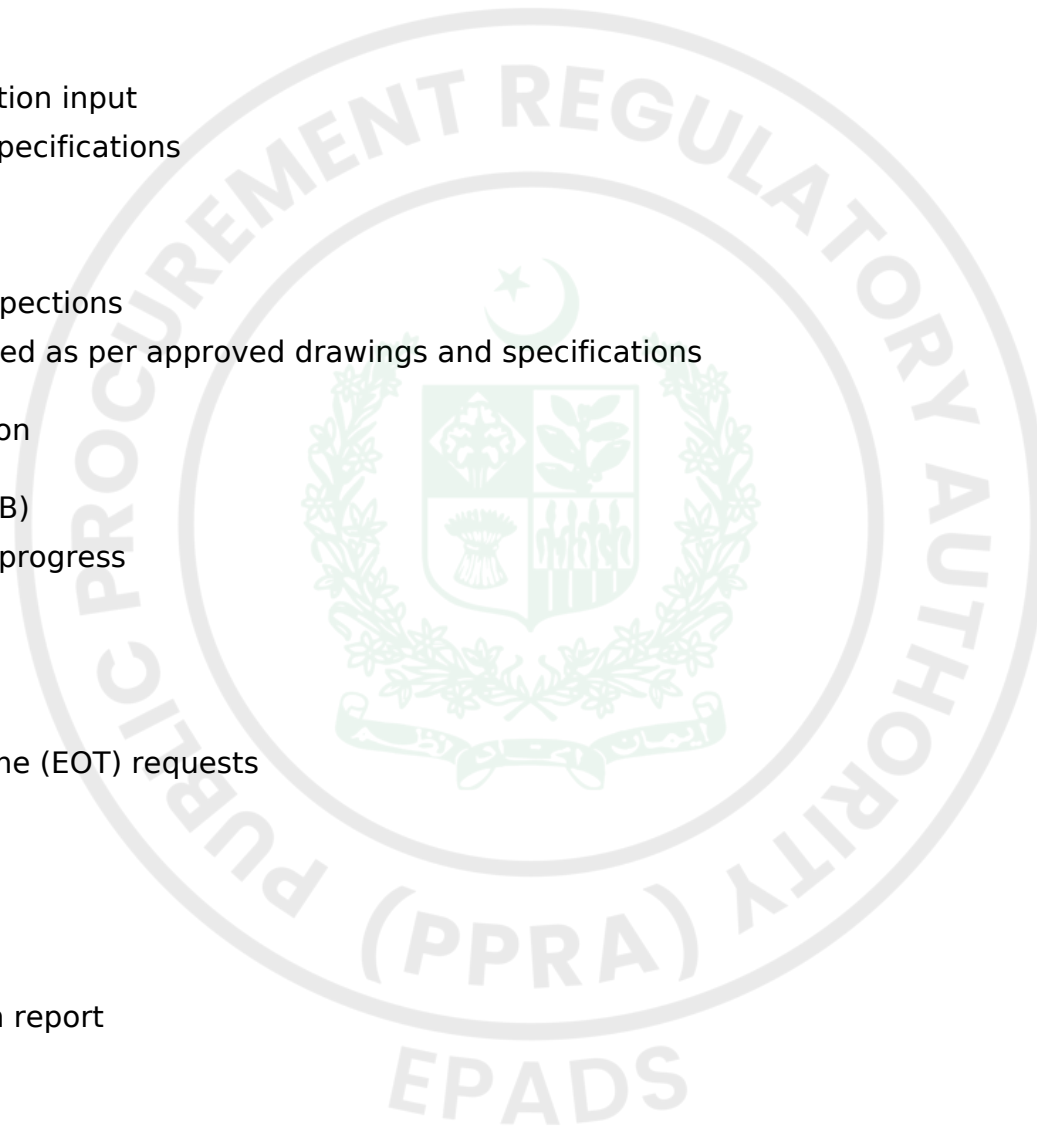 tion input
pecifications
pections
ed as per approved drawings and specifications
on
B)
progress
ne (EOT) requests
n report
PUBLIC PROCUREMENT REGULATORY AUTHORITY
(PPRA)
EPADS